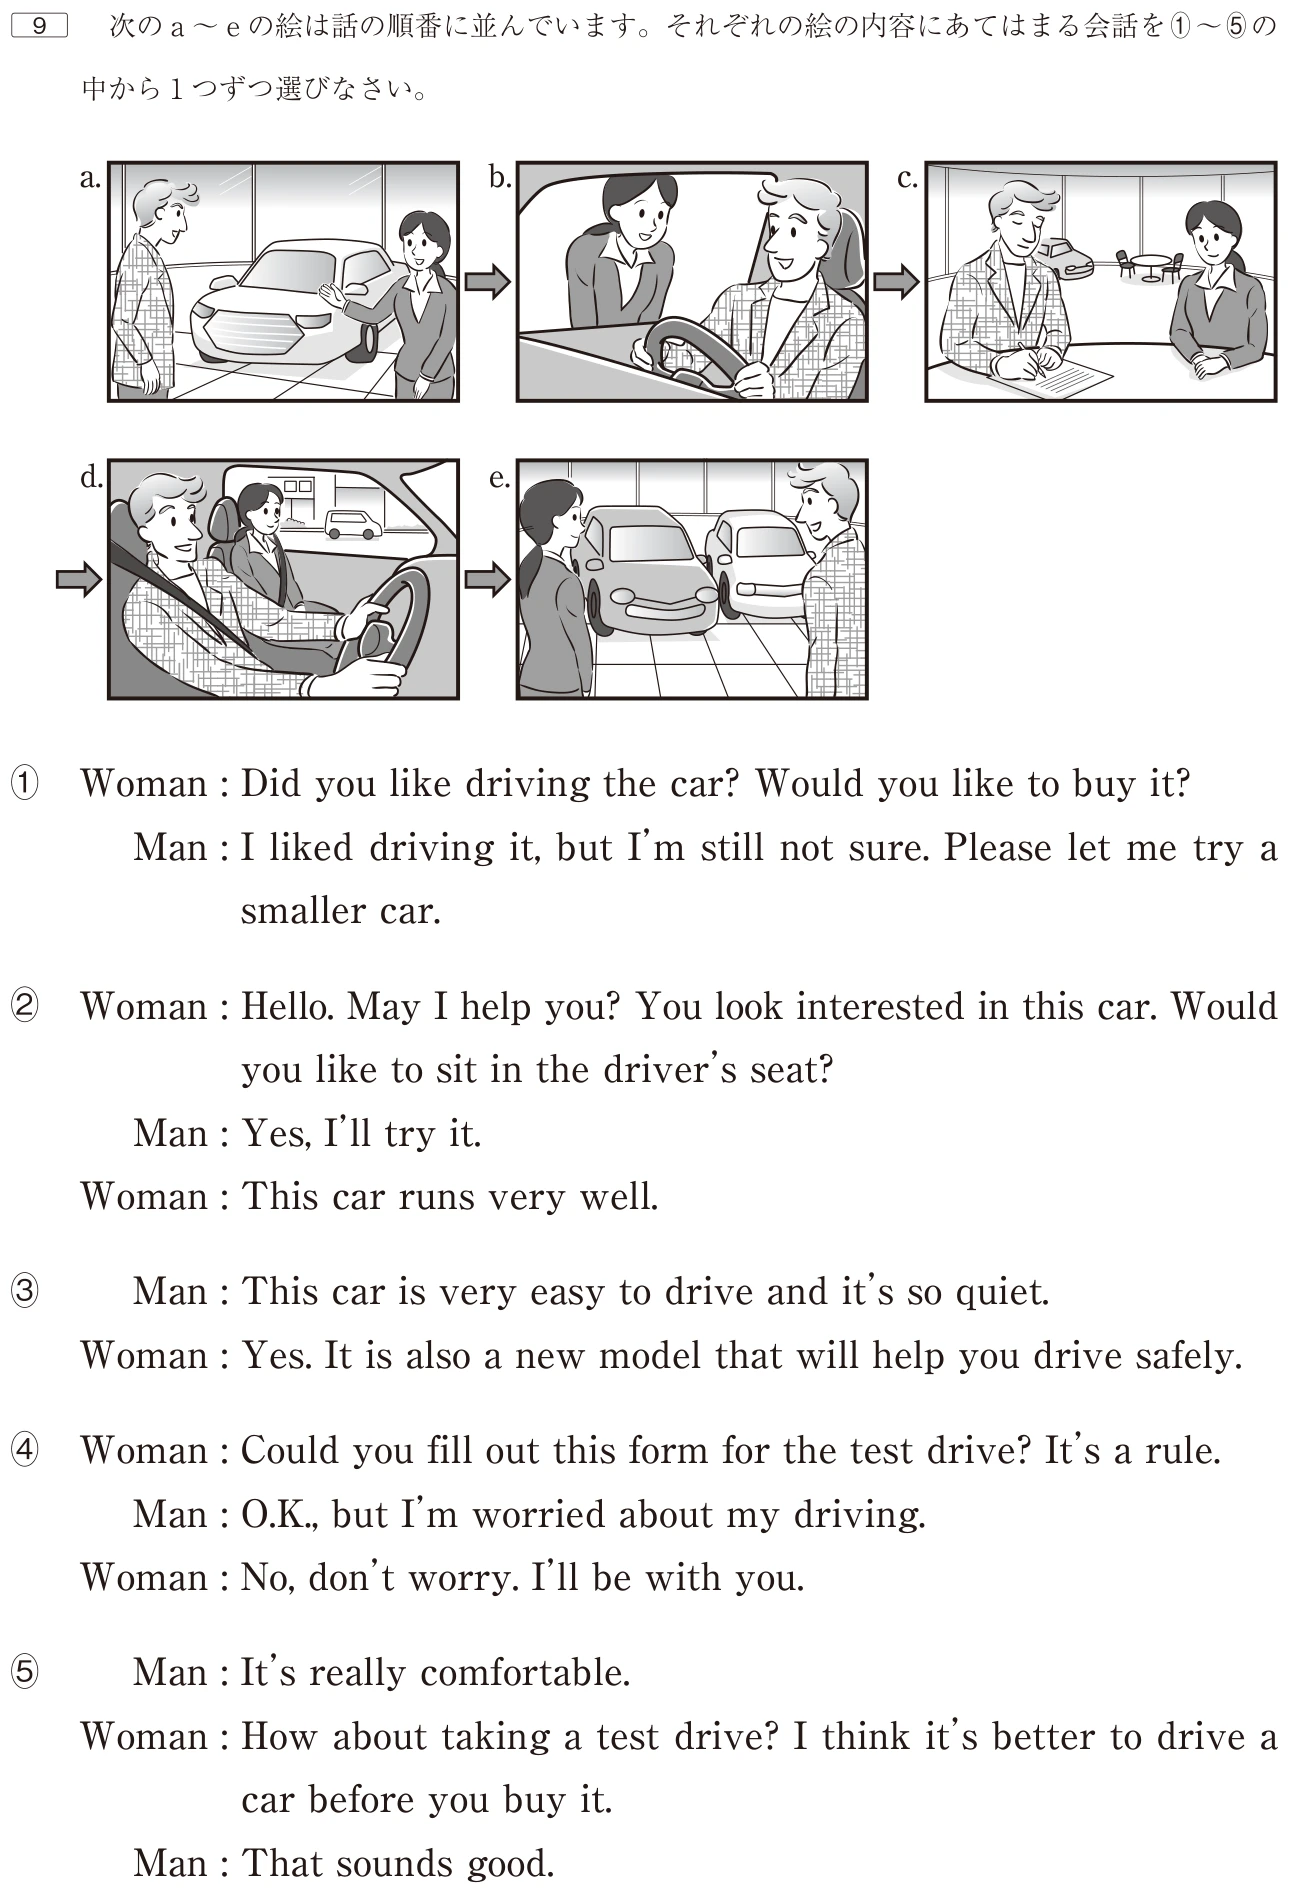 9 次のa～eの絵は話の順番に並んでいます。それぞれの絵の内容にあてはまる会話を①～⑤の
中から1つずつ選びなさい。
a. b. c.
d. e.
① Woman : Did you like driving the car? Would you like to buy it?
Man : I liked driving it, but I'm still not sure. Please let me try a
smaller car.
② Woman : Hello. May I help you? You look interested in this car. Would
you like to sit in the driver's seat?
Man : Yes, I'll try it.
Woman : This car runs very well.
③ Man : This car is very easy to drive and it's so quiet.
Woman : Yes. It is also a new model that will help you drive safely.
④ Woman : Could you fill out this form for the test drive? It's a rule.
Man : O.K., but I'm worried about my driving.
Woman : No, don't worry. I'll be with you.
⑤ Man : It's really comfortable.
Woman : How about taking a test drive? I think it's better to drive a
car before you buy it.
Man : That sounds good.